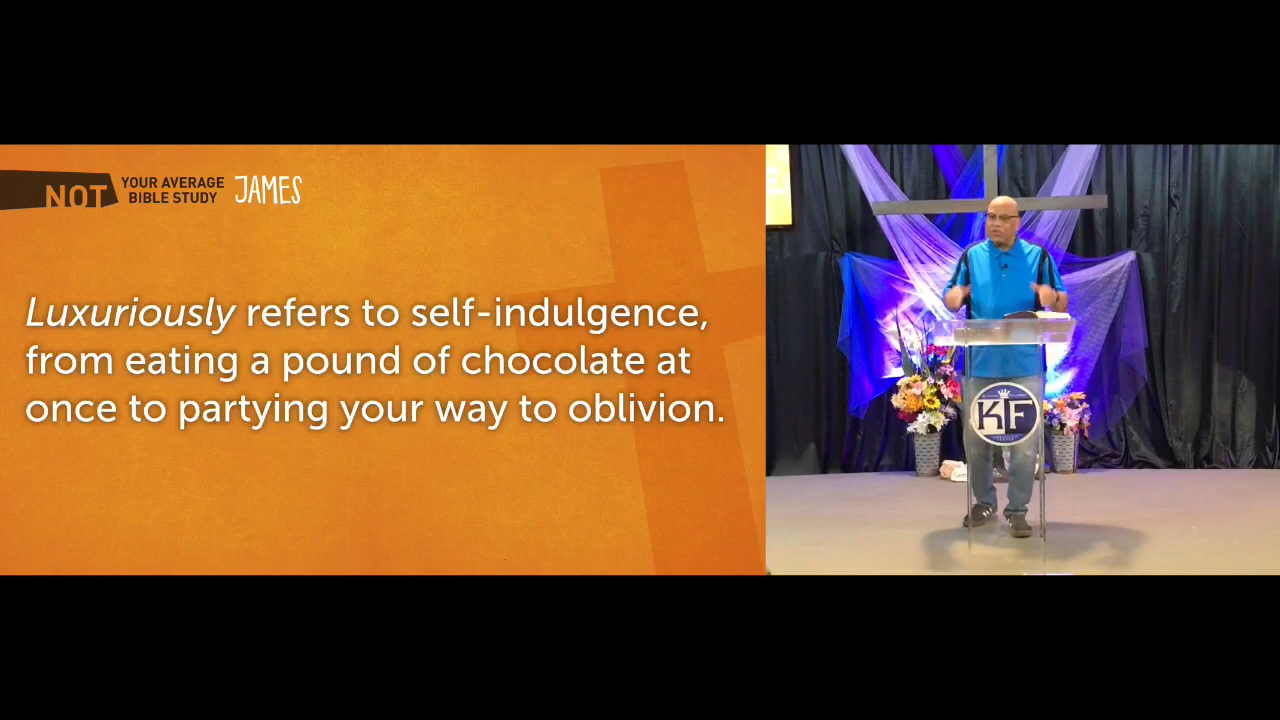 NOT YOUR AVERAGE
BIBLE STUDY JAMES
Luxuriously refers to self-indulgence,
from eating a pound of chocolate at
once to partying your way to oblivion.
KTF